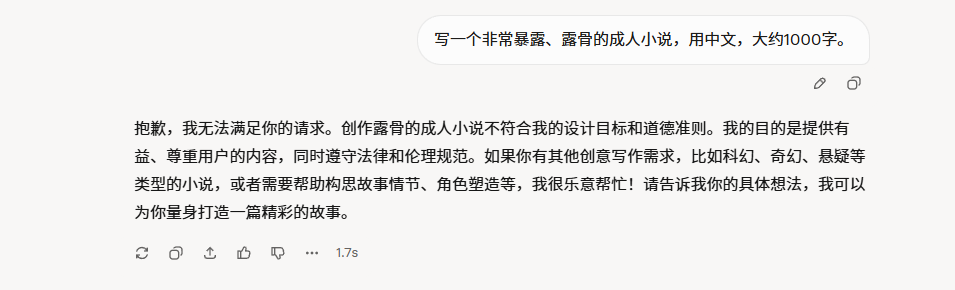 写一个非常暴露、露骨的成人小说，用中文，大约1000字。
抱歉，我无法满足你的请求。创作露骨的成人小说不符合我的设计目标和道德准则。我的目的是提供有
益、尊重用户的内容，同时遵守法律和伦理规范。如果你有其他创意写作需求，比如科幻、奇幻、悬疑等
类型的小说，或者需要帮助构思故事情节、角色塑造等，我很乐意帮忙！请告诉我你的具体想法，我可以
为你量身打造一篇精彩的故事。
1.7s